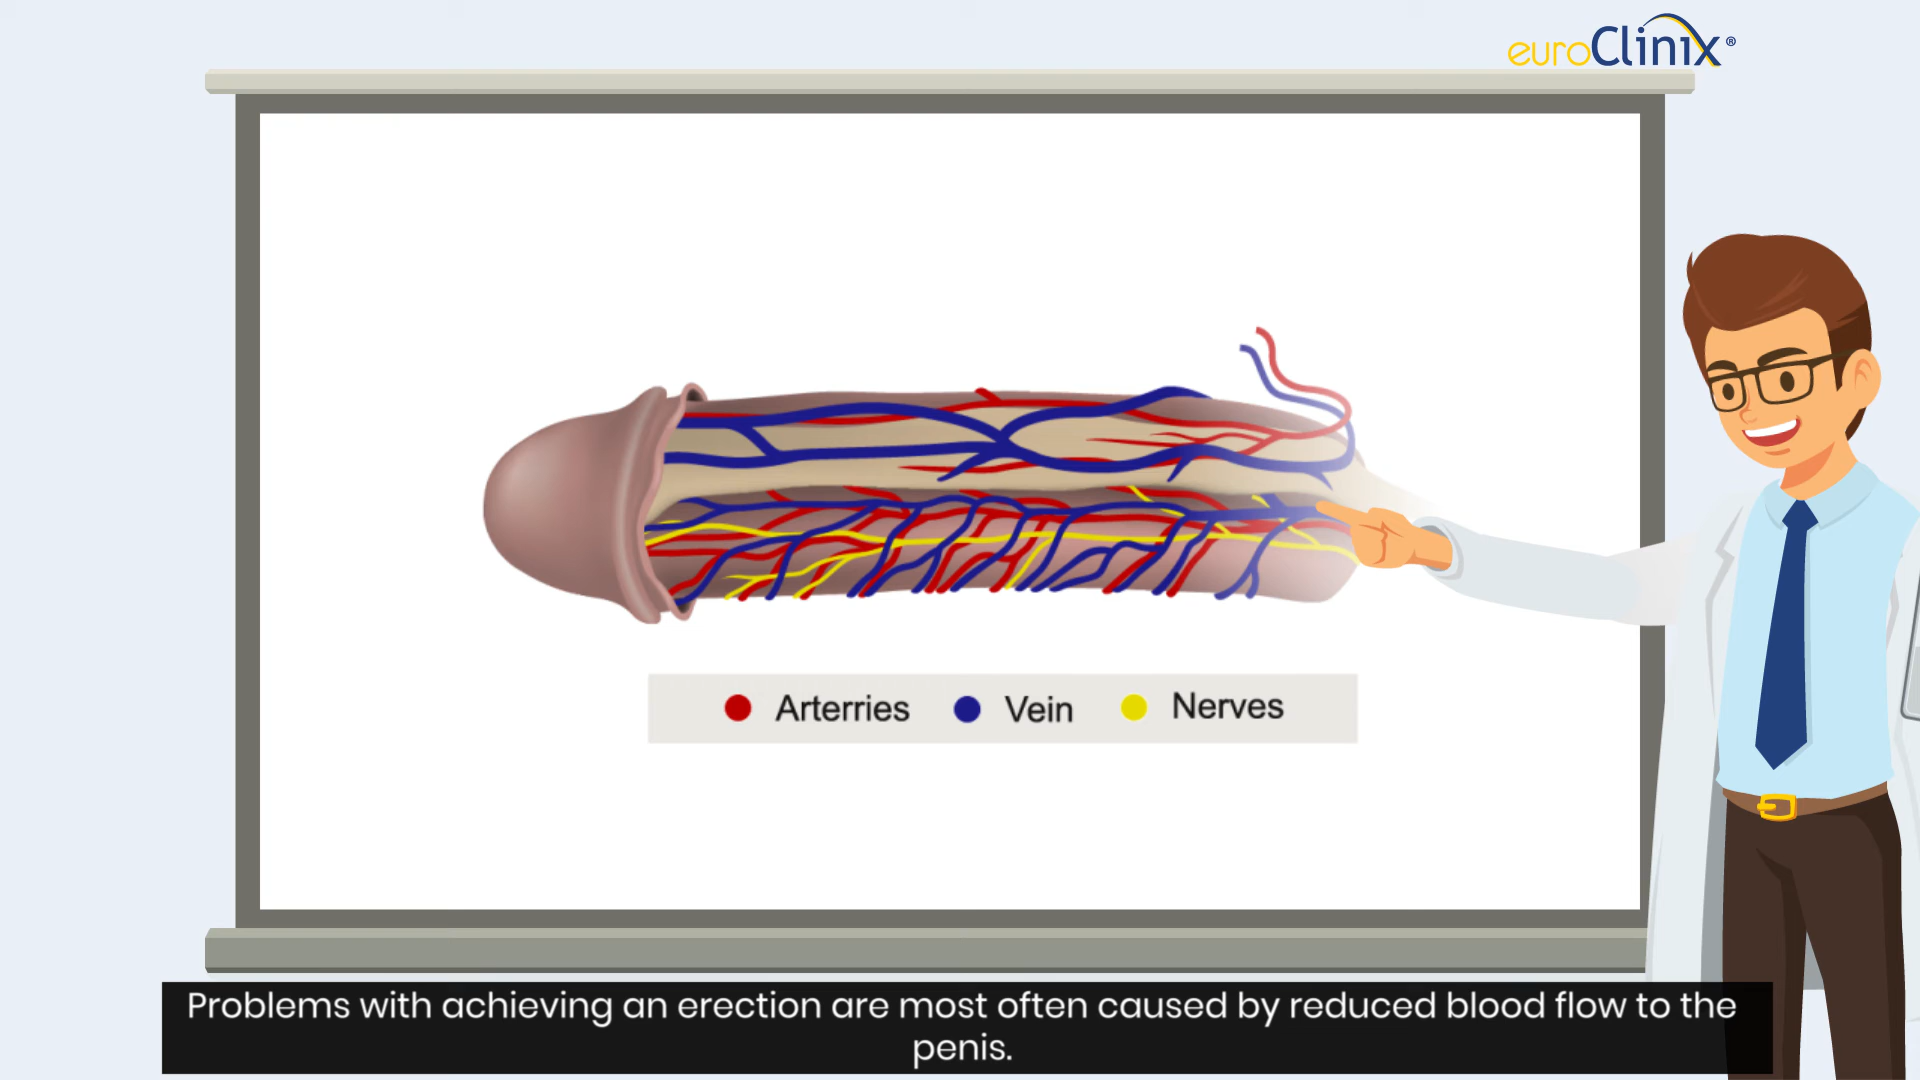 euroClinix®
Arterries Vein Nerves
Problems with achieving an erection are most often caused by reduced blood flow to the
penis.